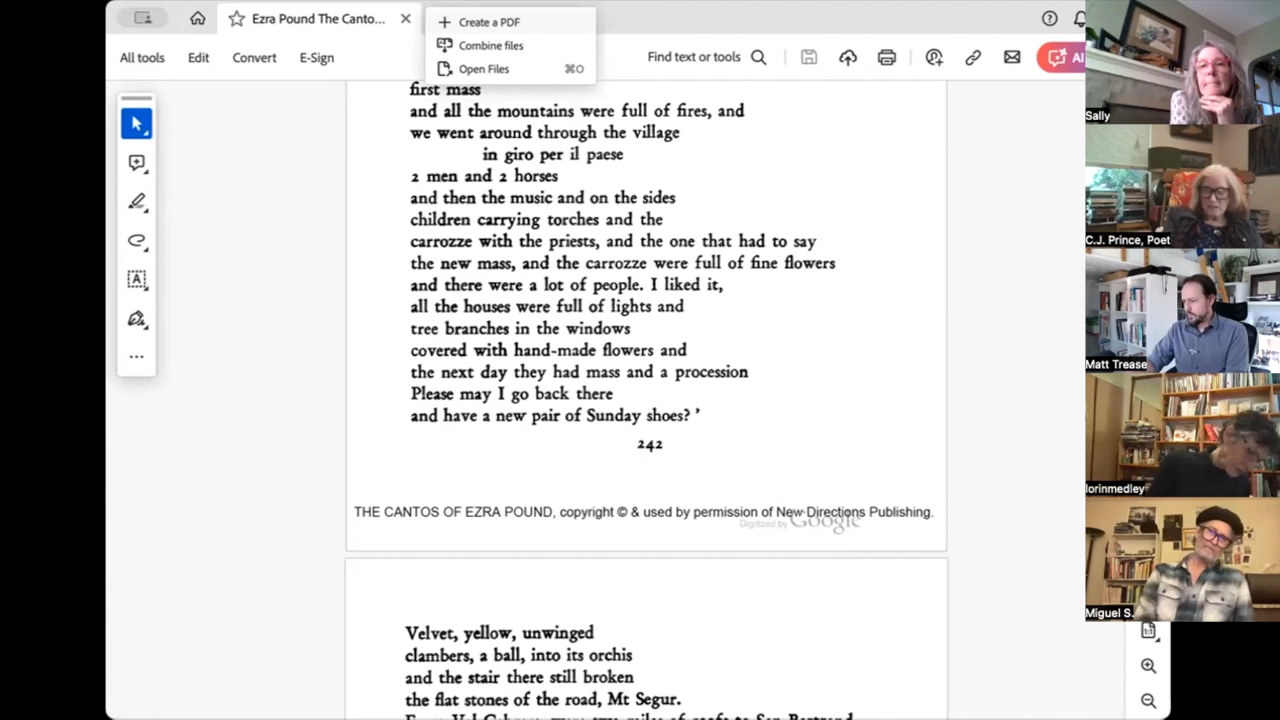 Ezra Pound The Canto...
Create a PDF
Combine files
Open Files ⌘O
All tools Edit Convert E-Sign
Find text or tools
AI
first mass
and all the mountains were full of fires, and
we went around through the village
in giro per il paese
2 men and 2 horses
and then the music and on the sides
children carrying torches and the
carrozze with the priests, and the one that had to say
the new mass, and the carrozze were full of fine flowers
and there were a lot of people. I liked it,
all the houses were full of lights and
tree branches in the windows
covered with hand-made flowers and
the next day they had mass and a procession
Please may I go back there
and have a new pair of Sunday shoes?’
242
THE CANTOS OF EZRA POUND, copyright © & used by permission of New Directions Publishing.
Digitized by Google
Velvet, yellow, unwinged
clambers, a ball, into its orchis
and the stair there still broken
the flat stones of the road, Mt Segur.
Sally
C.J. Prince, Poet
Matt Trease
lorinmedley
Miguel S.
1:1